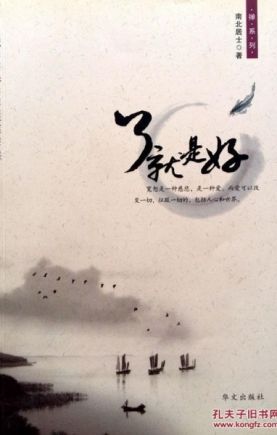 ·禅·系·列·
南北居士◎著
了就是好
宽恕是一种慈悲，是一种爱，而爱可以改
变一切，征服一切的，包括人心和世界。
华文出版社
孔夫子旧书网